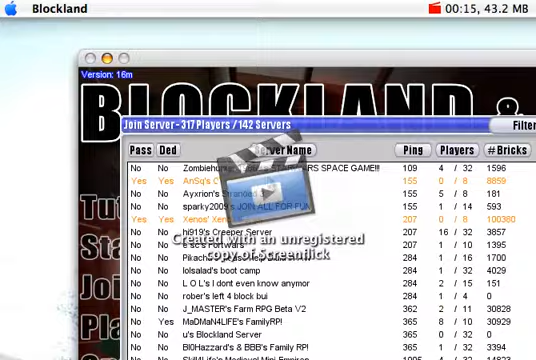 Blockland 00:15, 43.2 MB
Version: 16m
BLOCKLAND &
Join Server - 317 Players / 142 Servers Filter
Pass Ded Server Name Ping Players # Bricks
No No 109 4 / 32 1596
Yes Yes AnSq's 155 0 / 8 8859
No No Ayxrion's Stranded 155 1 / 8 181
No No sparky2009's JOIN ALL FOR FUN 155 1 / 14 593
Yes Yes Xenos' 207 0 / 8 100380
No No hi919's Creeper Server 207 16 / 32 3857
No No 207 1 / 32 1395
No No 284 1 / 16 1700
No No lolsalad's boot camp 284 1 / 32 4029
No No L O L's I dont even know anymor 284 2 / 15 151
No No rober's left 4 block bui 284 1 / 4 0
No No J_MASTER's Farm RPG Beta V2 362 2 / 11 30828
No Yes MaDMaN4LIFE's FamilyRP! 365 8 / 10 30929
No No u's Blockland Server 365 0 / 32 0
No No Bl0Hazzard's & BBB's Family RP! 365 1 / 32 3394
Created with an unregistered
copy of Screenflick